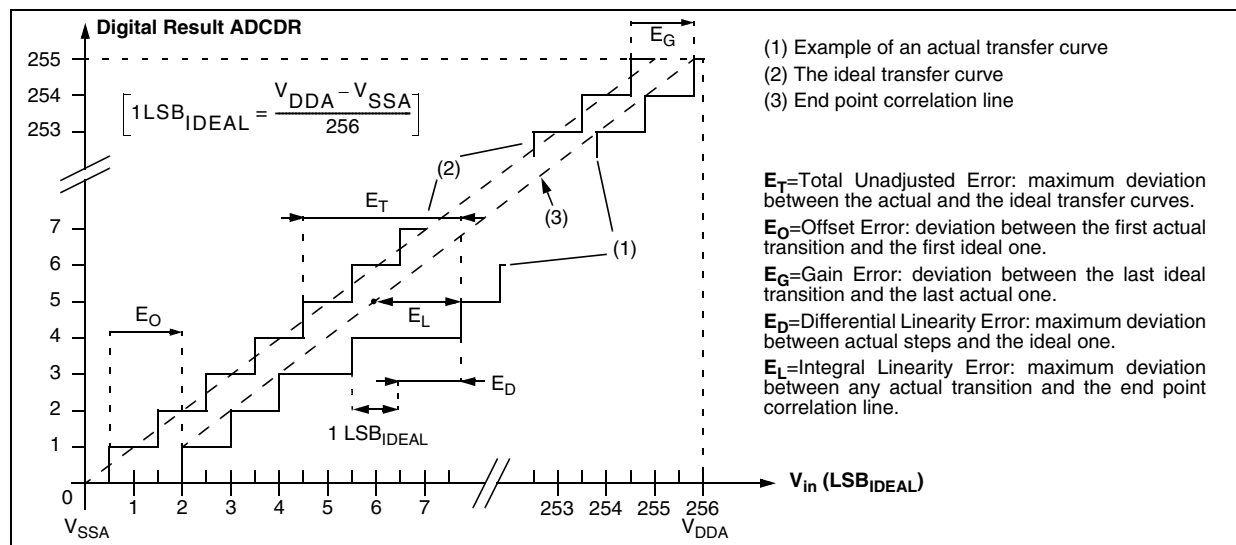 Digital Result ADCDR
E_G
255
254
253
[1LSB_IDEAL = V_DDA – V_SSA / 256]
(1) Example of an actual transfer curve
(2) The ideal transfer curve
(3) End point correlation line
E_T=Total Unadjusted Error: maximum deviation
between the actual and the ideal transfer curves.
E_O=Offset Error: deviation between the first actual
transition and the first ideal one.
E_G=Gain Error: deviation between the last ideal
transition and the last actual one.
E_D=Differential Linearity Error: maximum deviation
between actual steps and the ideal one.
E_L=Integral Linearity Error: maximum deviation
between any actual transition and the end point
correlation line.
(2)
E_T
(3)
(1)
7
6
5
4
3
2
1
0
E_O
E_L
E_D
1 LSB_IDEAL
1 2 3 4 5 6 7 253 254 255 256
V_in (LSB_IDEAL)
V_SSA
V_DDA